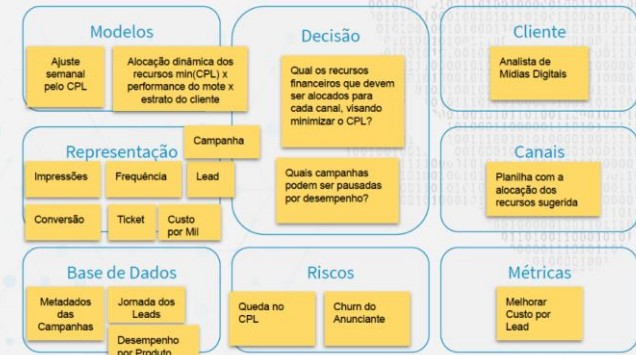 Modelos
Ajuste
semanal
pelo CPL
Alocação dinâmica dos
recursos min(CPL) x
performance do mote x
estrato do cliente
Decisão
Qual os recursos
financeiros que devem
ser alocados para
cada canal, visando
minimizar o CPL?
Quais campanhas
podem ser pausadas
por desempenho?
Cliente
Analista de
Mídias Digitais
Representação
Campanha
Impressões
Frequência
Lead
Conversão
Ticket
Custo
por Mil
Canais
Planilha com a
alocação dos
recursos sugerida
Base de Dados
Metadados
das
Campanhas
Jornada dos
Leads
Desempenho
por Produto
Riscos
Queda no
CPL
Churn do
Anunciante
Métricas
Melhorar
Custo por
Lead